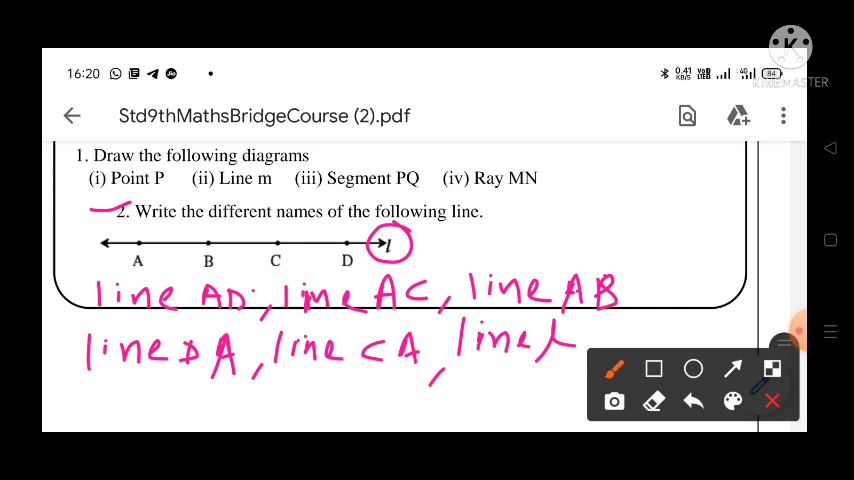 16:20
0.41 KB/S 4G 84
KINEMASTER
Std9thMathsBridgeCourse (2).pdf
1. Draw the following diagrams
(i) Point P (ii) Line m (iii) Segment PQ (iv) Ray MN
2. Write the different names of the following line.
l
A B C D
line AD, line AC, line AB
line DA, line CA, line l